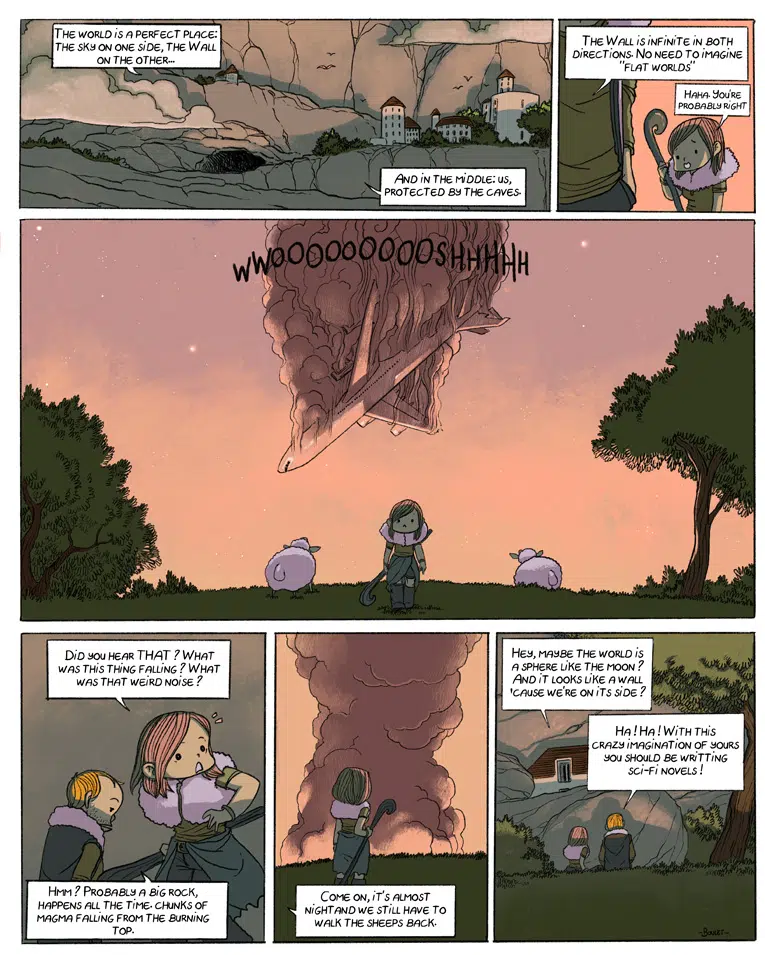 THE WORLD IS A PERFECT PLACE:
THE SKY ON ONE SIDE, THE WALL
ON THE OTHER...
AND IN THE MIDDLE: US,
PROTECTED BY THE CAVES.
THE WALL IS INFINITE IN BOTH
DIRECTIONS. NO NEED TO IMAGINE
"FLAT WORLDS"
HAHA. YOU'RE
PROBABLY RIGHT
WWOOOOOOOOOOSHHHHH
DID YOU HEAR THAT? WHAT
WAS THIS THING FALLING? WHAT
WAS THAT WEIRD NOISE?
HMM? PROBABLY A BIG ROCK,
HAPPENS ALL THE TIME. CHUNKS OF
MAGMA FALLING FROM THE BURNING
TOP.
COME ON, IT'S ALMOST
NIGHTAND WE STILL HAVE TO
WALK THE SHEEPS BACK.
HEY, MAYBE THE WORLD IS
A SPHERE LIKE THE MOON?
AND IT LOOKS LIKE A WALL
'CAUSE WE'RE ON ITS SIDE?
HA! HA! WITH THIS
CRAZY IMAGINATION OF YOURS
YOU SHOULD BE WRITTING
SCI-FI NOVELS!
-BOULET-